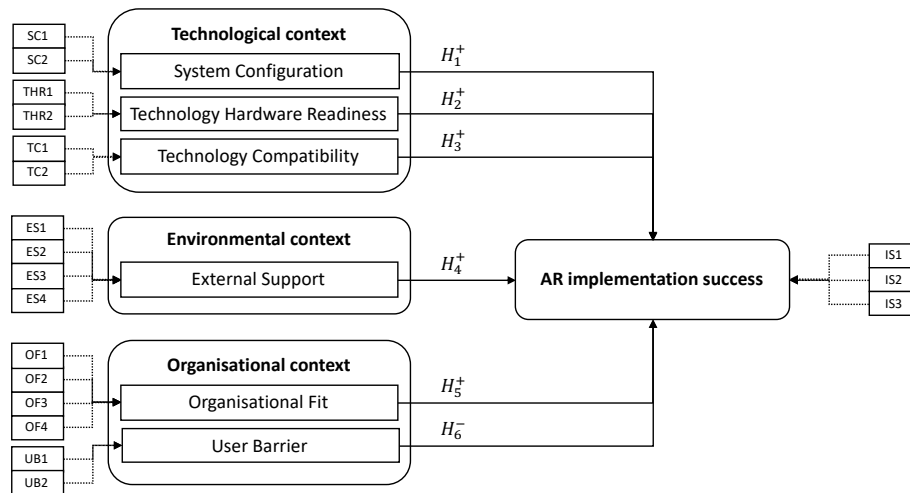 SC1
SC2
THR1
THR2
TC1
TC2
Technological context
System Configuration
Technology Hardware Readiness
Technology Compatibility
H₁⁺
H₂⁺
H₃⁺
ES1
ES2
ES3
ES4
Environmental context
External Support
H₄⁺
AR implementation success
IS1
IS2
IS3
OF1
OF2
OF3
OF4
UB1
UB2
Organisational context
Organisational Fit
User Barrier
H₅⁺
H₆⁻